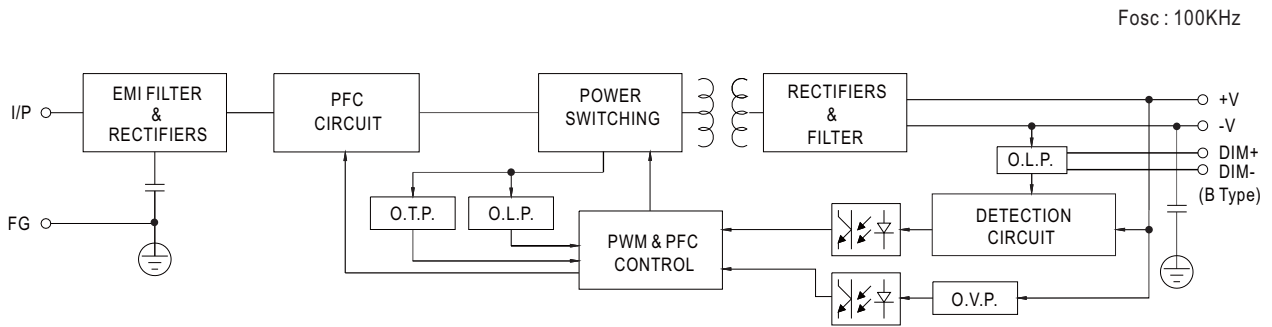 Fosc : 100KHz
I/P
EMI FILTER
&
RECTIFIERS
PFC
CIRCUIT
POWER
SWITCHING
RECTIFIERS
&
FILTER
+V
-V
DIM+
DIM-
(B Type)
O.L.P.
FG
O.T.P.
O.L.P.
PWM & PFC
CONTROL
DETECTION
CIRCUIT
O.V.P.